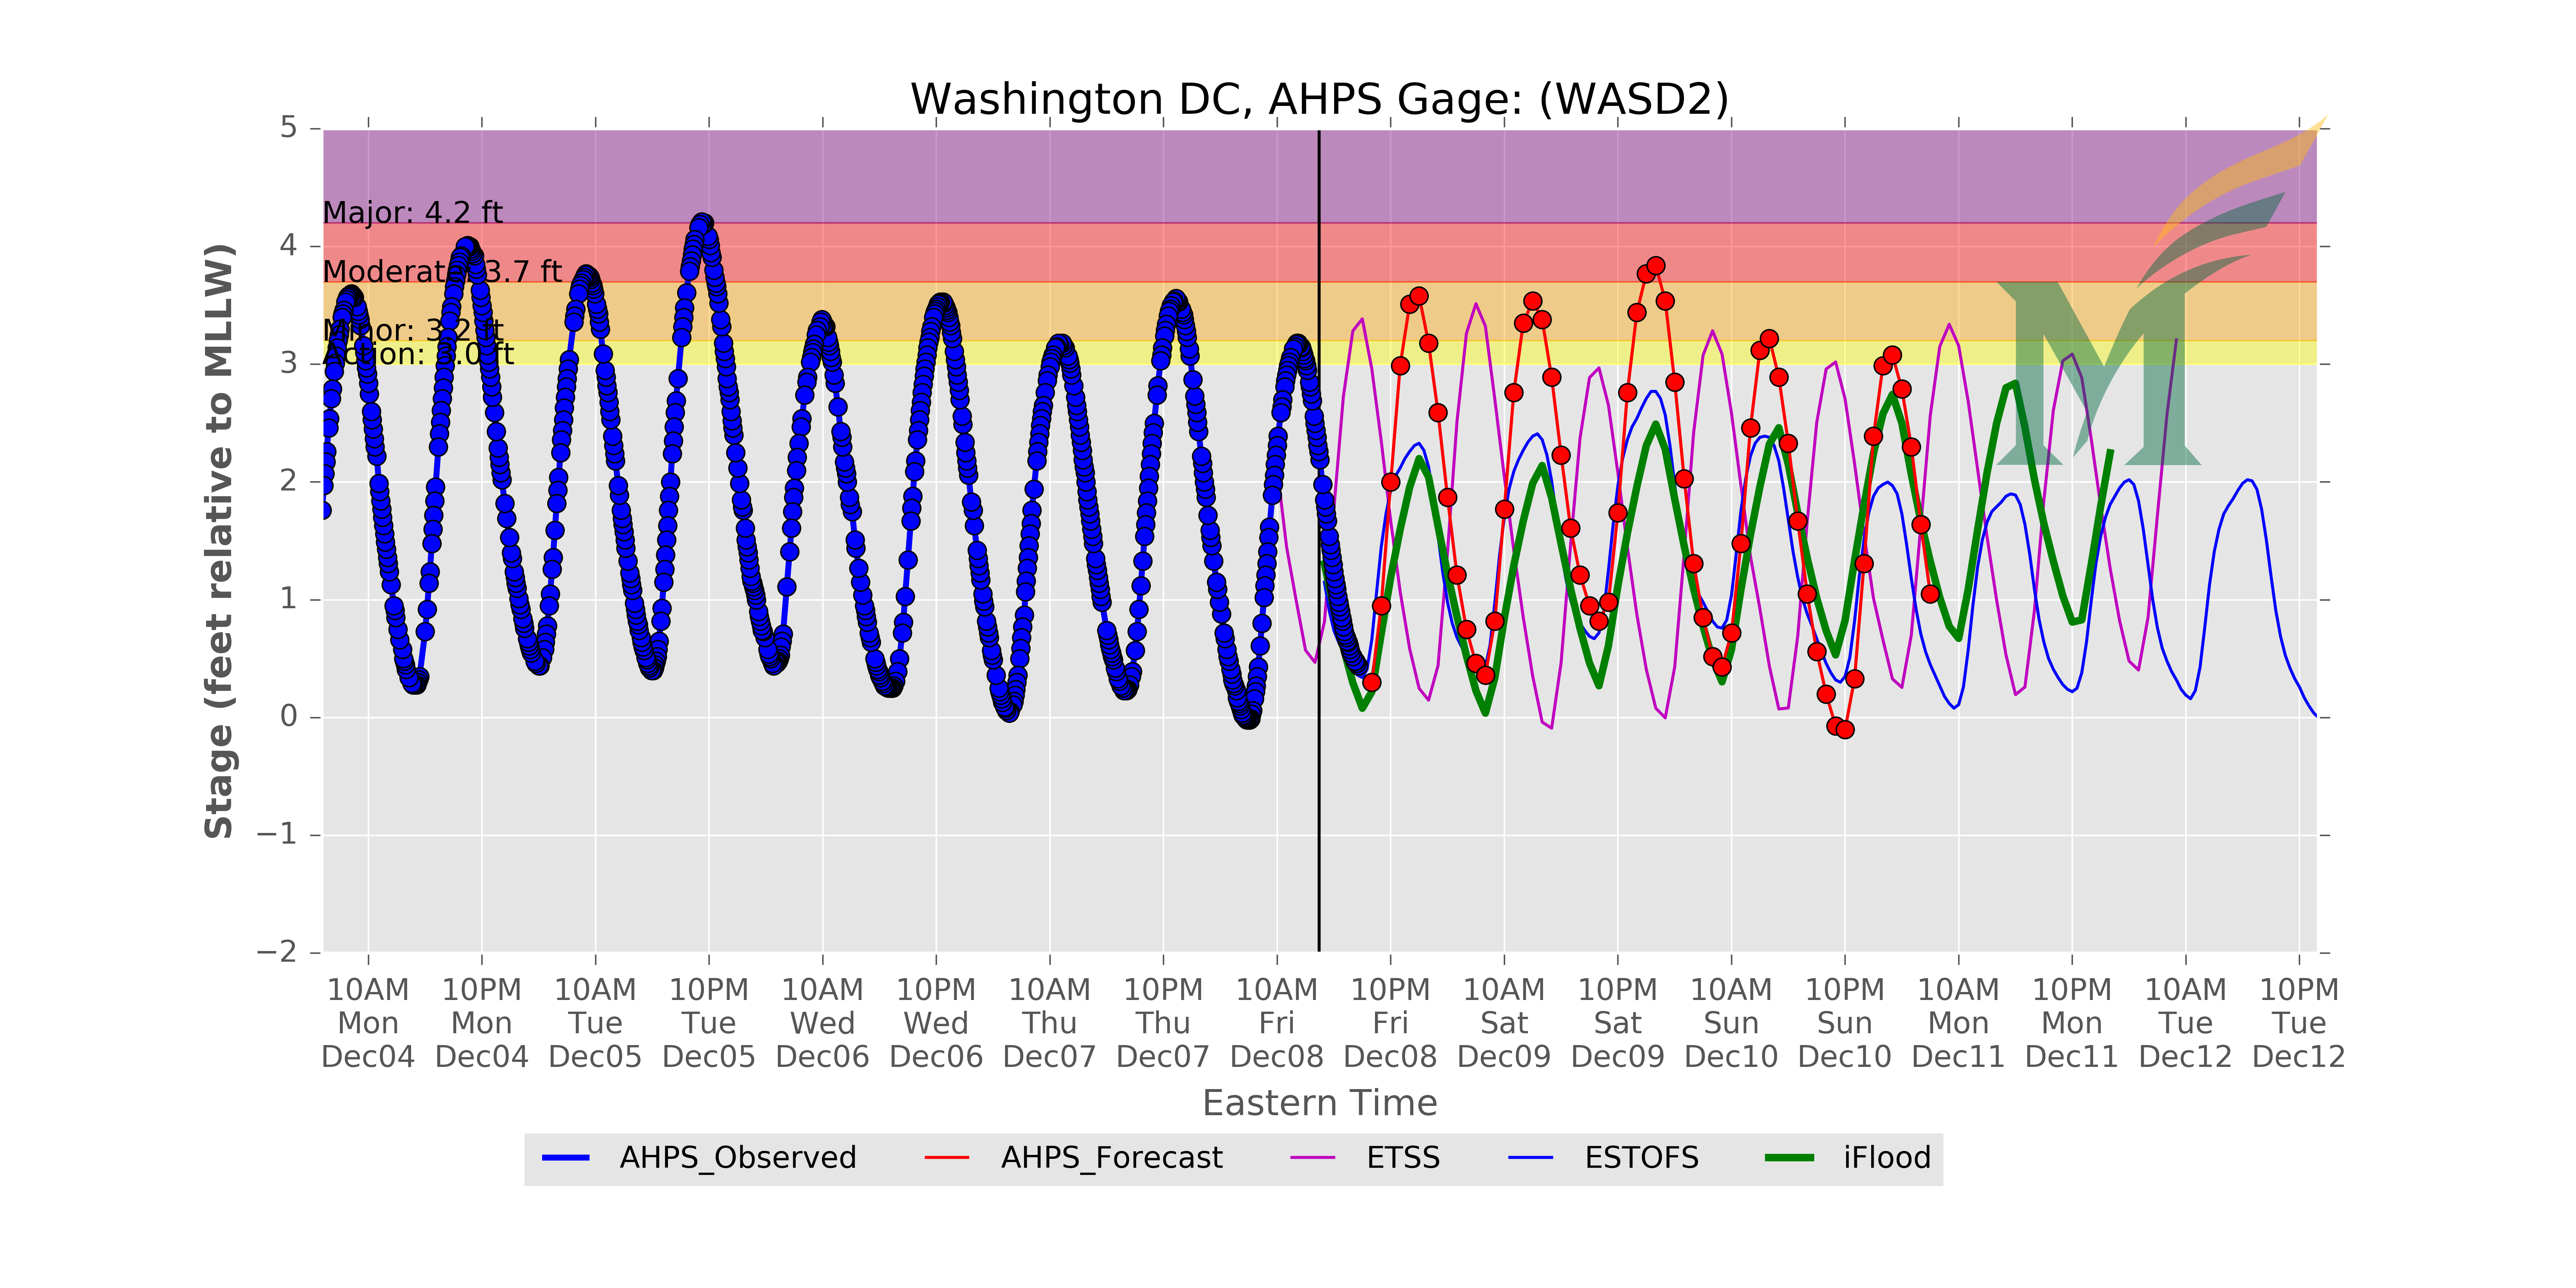 Washington DC, AHPS Gage: (WASD2)
5
4
3
2
1
0
−1
−2
Stage (feet relative to MLLW)
Major: 4.2 ft
Moderate: 3.7 ft
Minor: 3.2 ft
Action: 3.0 ft
10AM 10PM 10AM 10PM 10AM 10PM 10AM 10PM 10AM 10PM 10AM 10PM 10AM 10PM 10AM 10PM 10AM 10PM
Mon Mon Tue Tue Wed Wed Thu Thu Fri Fri Sat Sat Sun Sun Mon Mon Tue Tue
Dec04 Dec04 Dec05 Dec05 Dec06 Dec06 Dec07 Dec07 Dec08 Dec08 Dec09 Dec09 Dec10 Dec10 Dec11 Dec11 Dec12 Dec12
Eastern Time
AHPS_Observed AHPS_Forecast ETSS ESTOFS iFlood